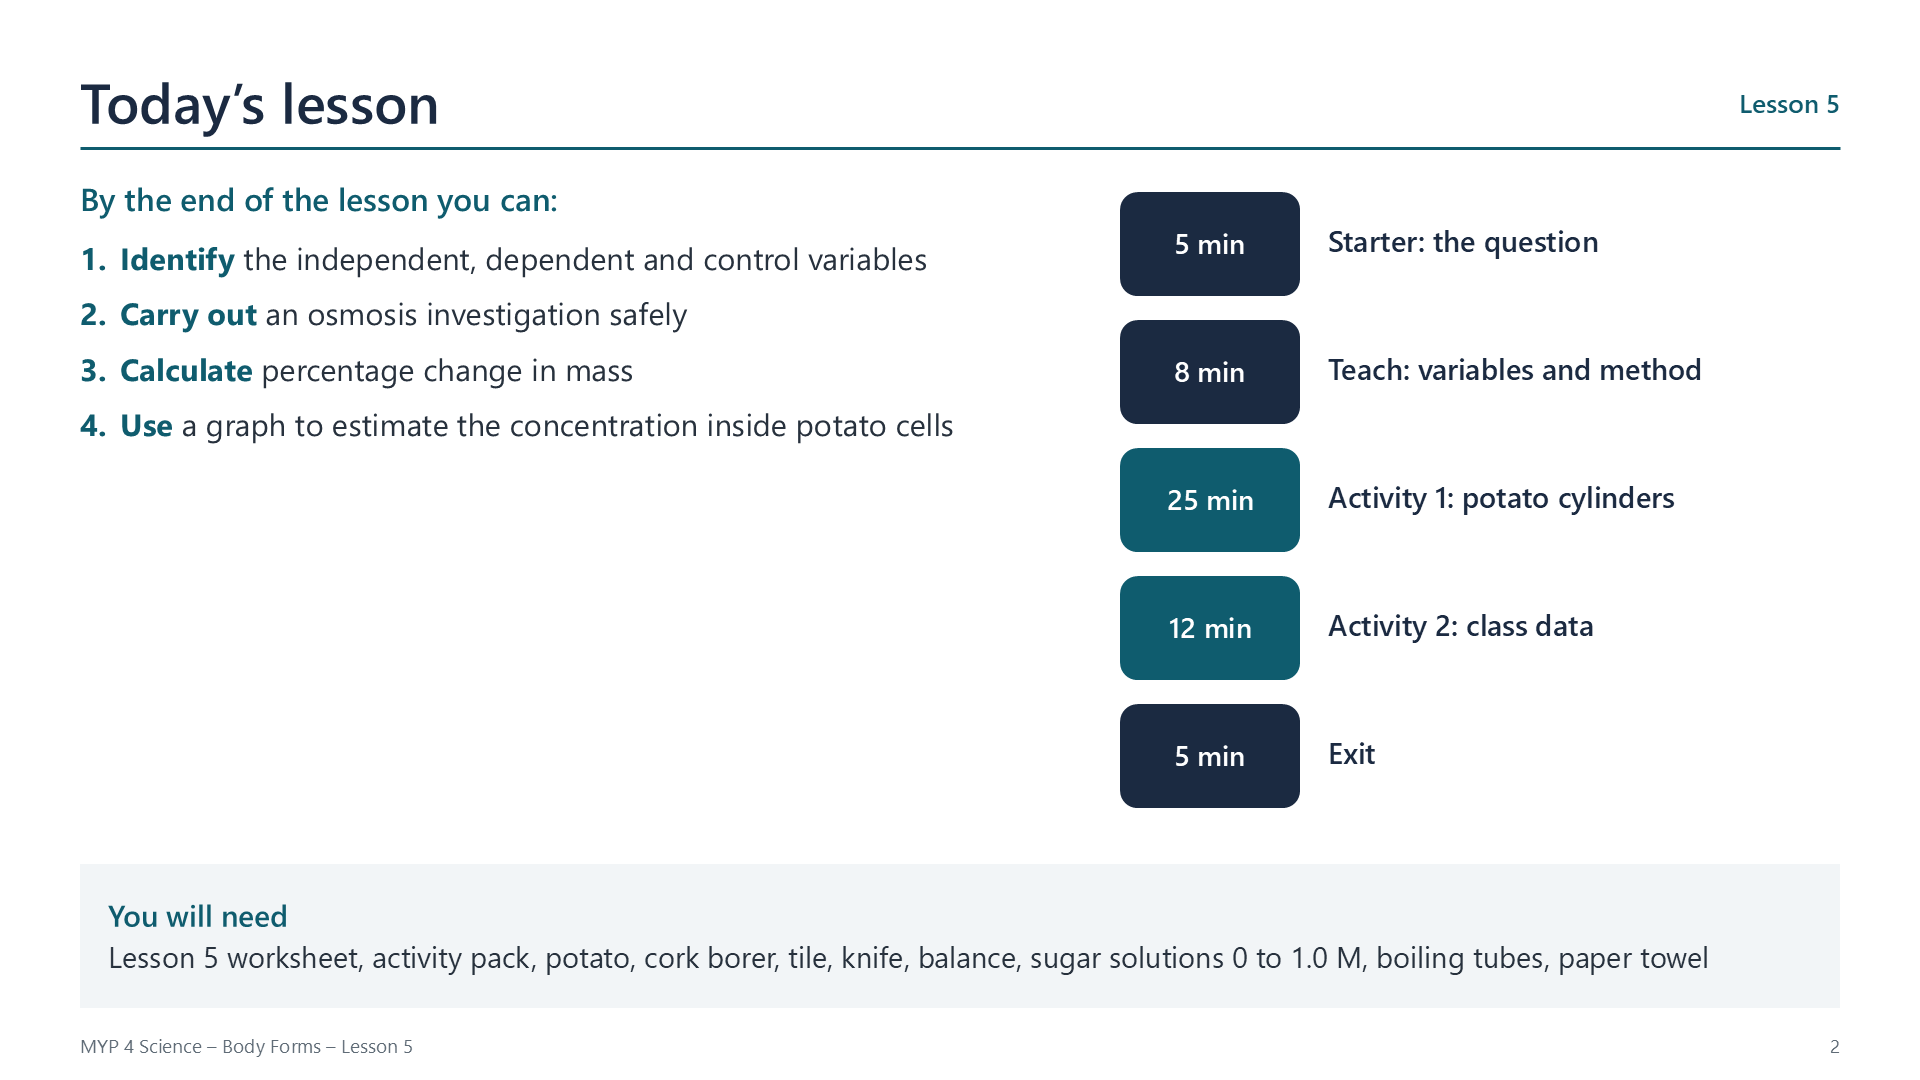 Today’s lesson
Lesson 5
By the end of the lesson you can:
1. Identify the independent, dependent and control variables
2. Carry out an osmosis investigation safely
3. Calculate percentage change in mass
4. Use a graph to estimate the concentration inside potato cells
5 min Starter: the question
8 min Teach: variables and method
25 min Activity 1: potato cylinders
12 min Activity 2: class data
5 min Exit
You will need
Lesson 5 worksheet, activity pack, potato, cork borer, tile, knife, balance, sugar solutions 0 to 1.0 M, boiling tubes, paper towel
MYP 4 Science – Body Forms – Lesson 5
2